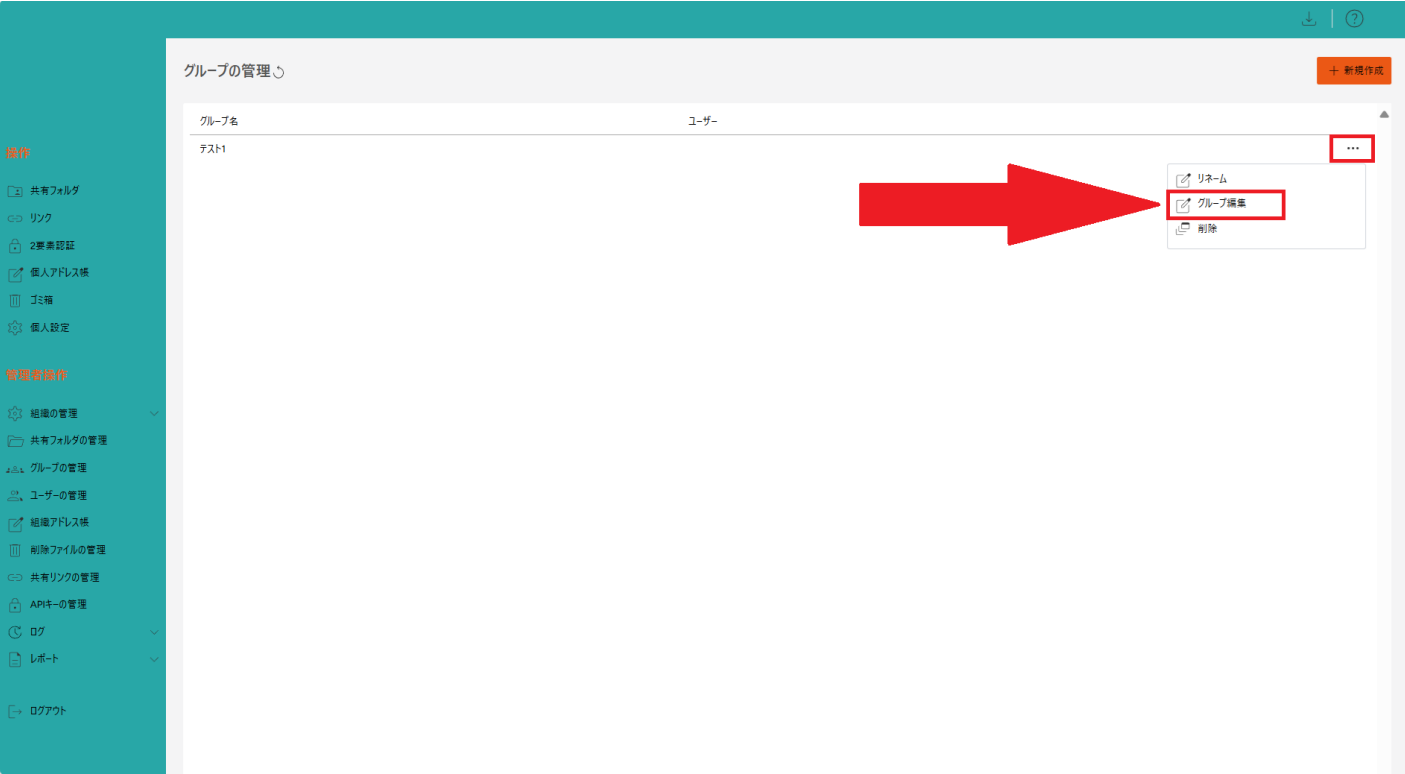 グループの管理
+ 新規作成
グループ名
ユーザー
テスト1
...
リネーム
グループ編集
削除
操作
共有フォルダ
リンク
2要素認証
個人アドレス帳
ゴミ箱
個人設定
管理者操作
組織の管理
共有フォルダの管理
グループの管理
ユーザーの管理
組織アドレス帳
削除ファイルの管理
共有リンクの管理
APIキーの管理
ログ
レポート
ログアウト